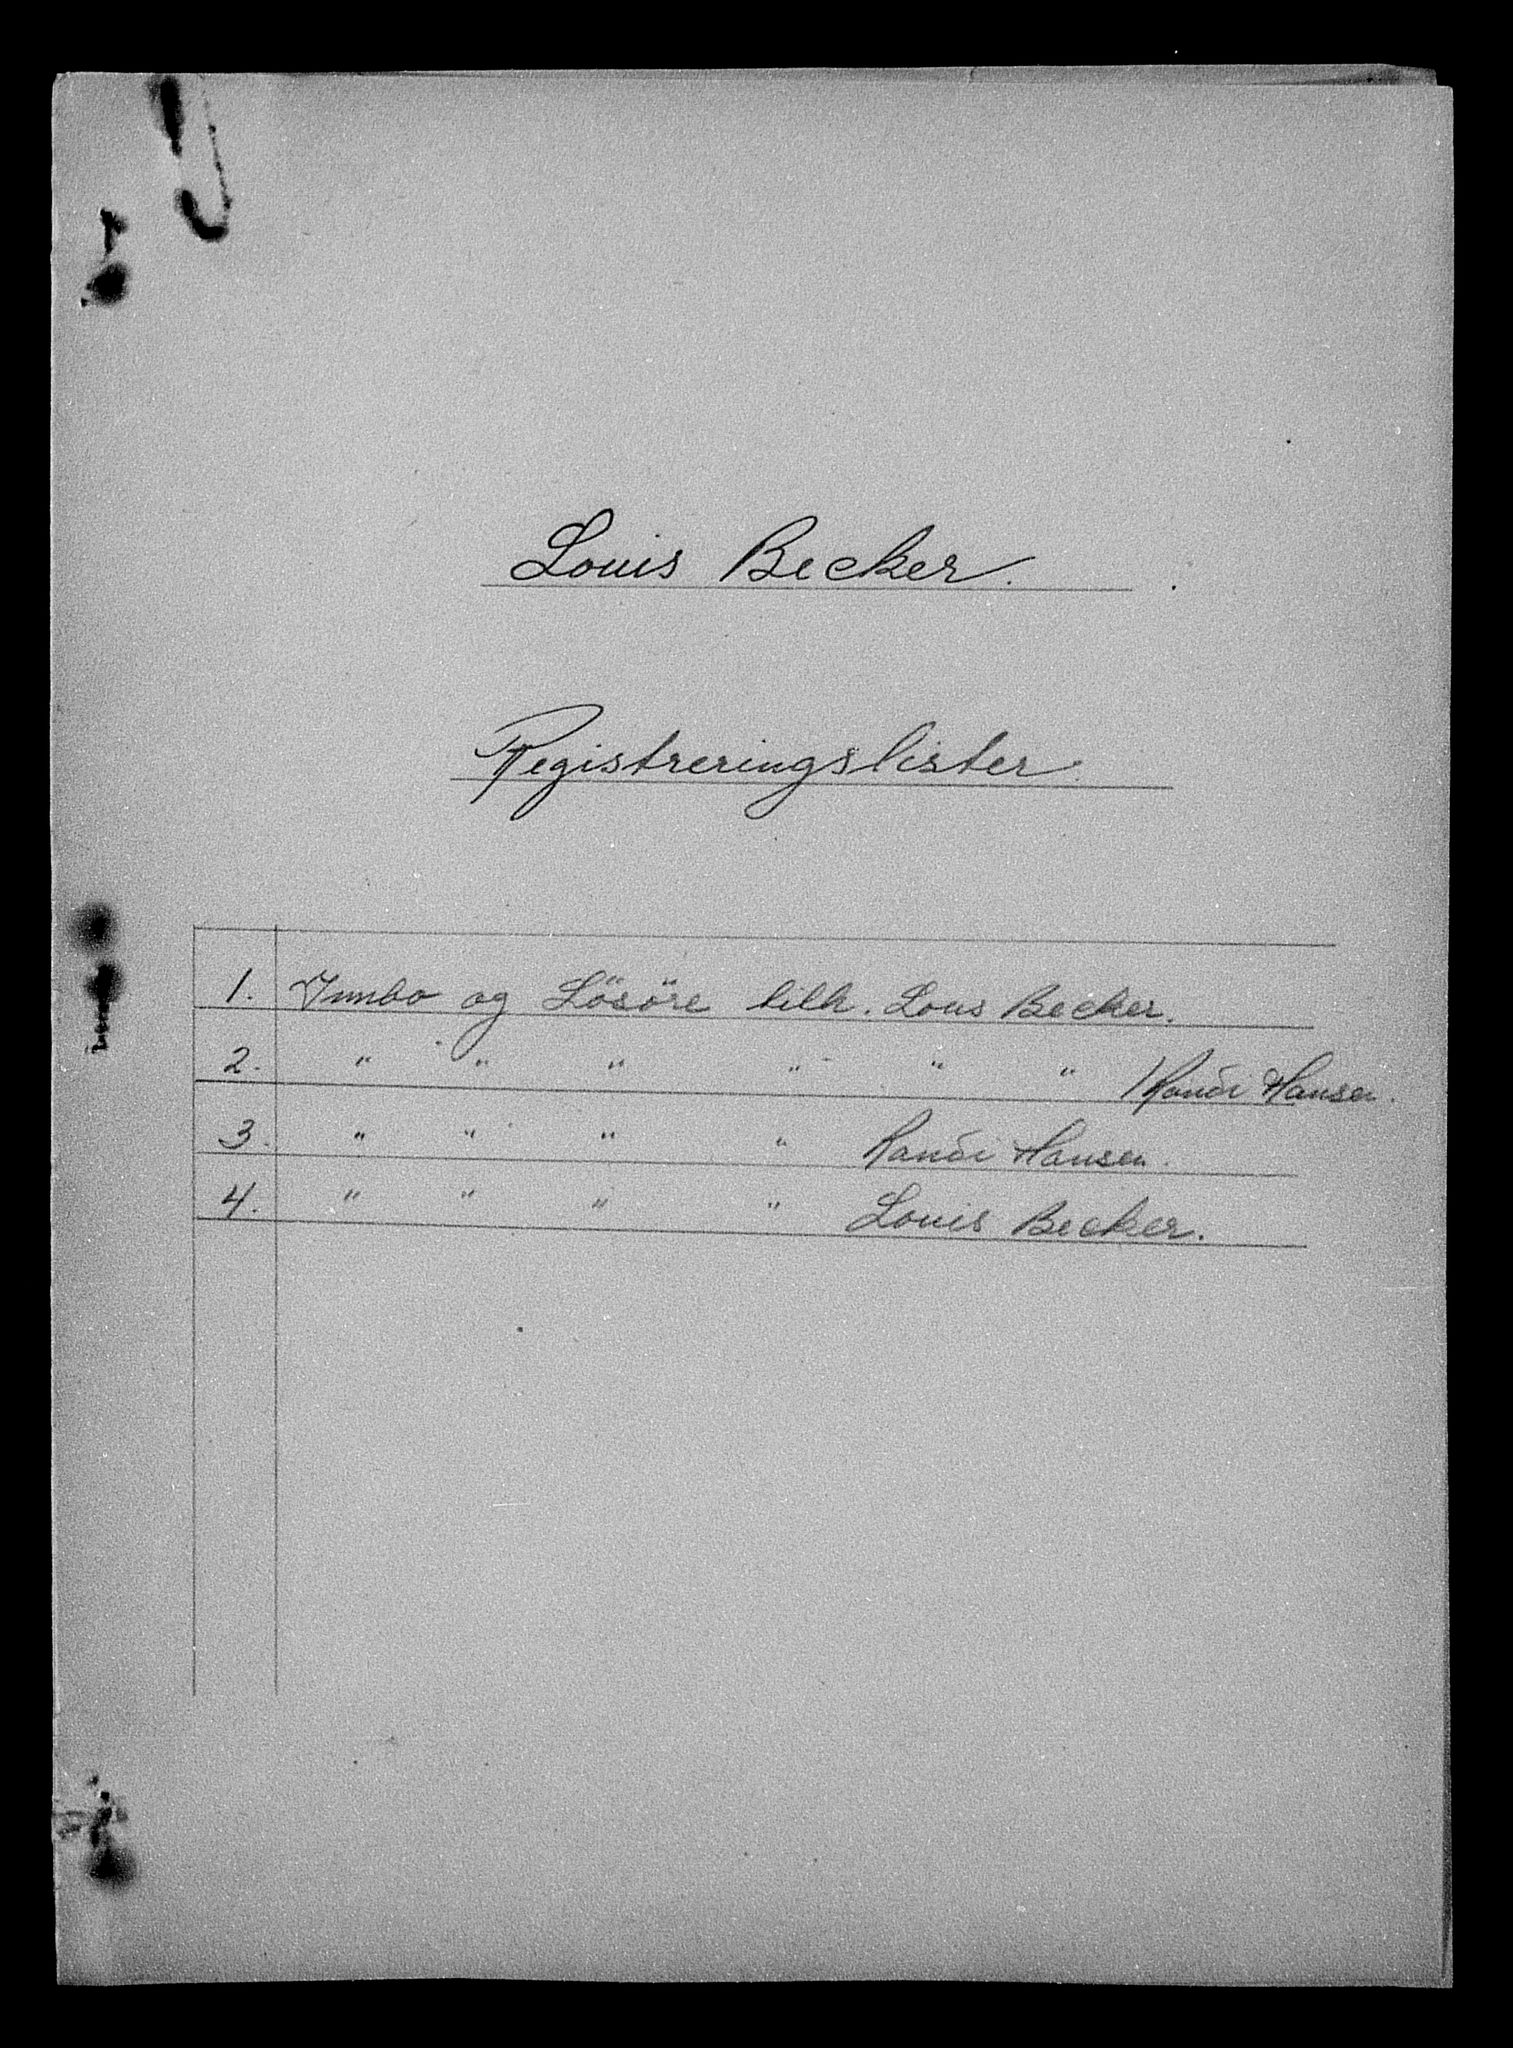 Louis Becker.
Registreringslister.
1. Innbo og Lösöre tilh. Lous Becker.
2. " " " " " " / Randi Hansen.
3. " " " " Randi Hansen.
4. " " " " Louis Becker.